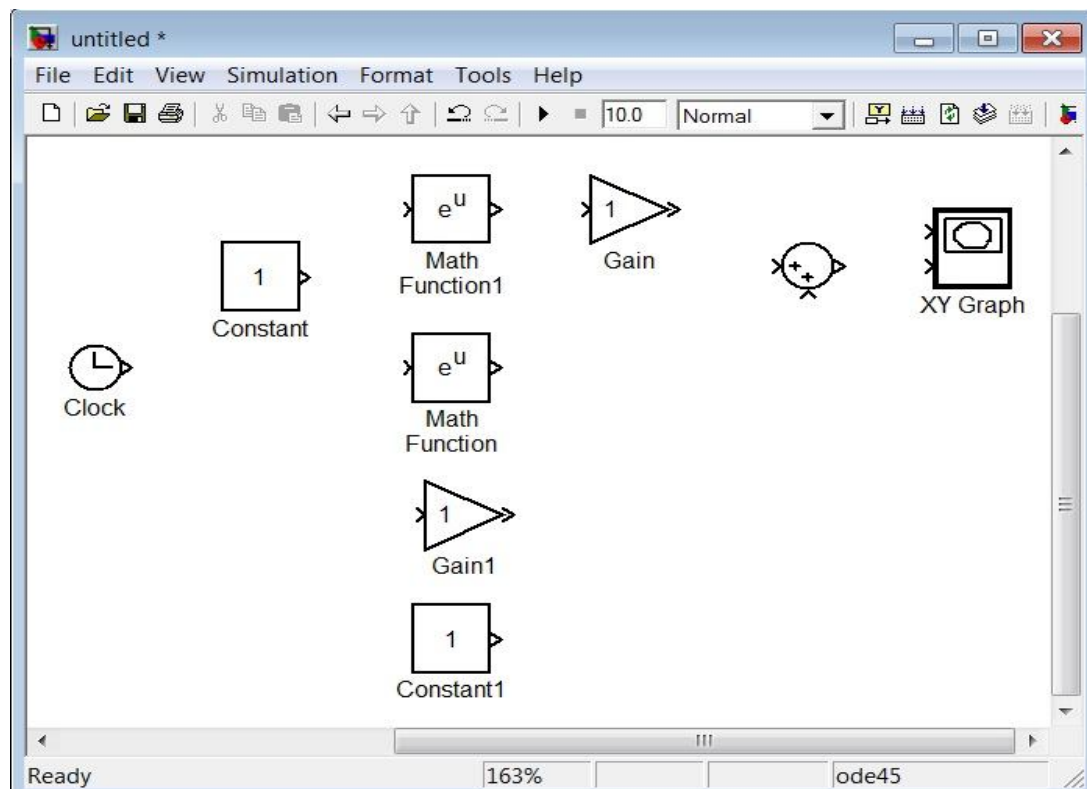 untitled *
File Edit View Simulation Format Tools Help
10.0 Normal
e^u
1
Math
Function1
Gain
1
Constant
XY Graph
Clock
e^u
Math
Function
1
Gain1
1
Constant1
Ready 163% ode45